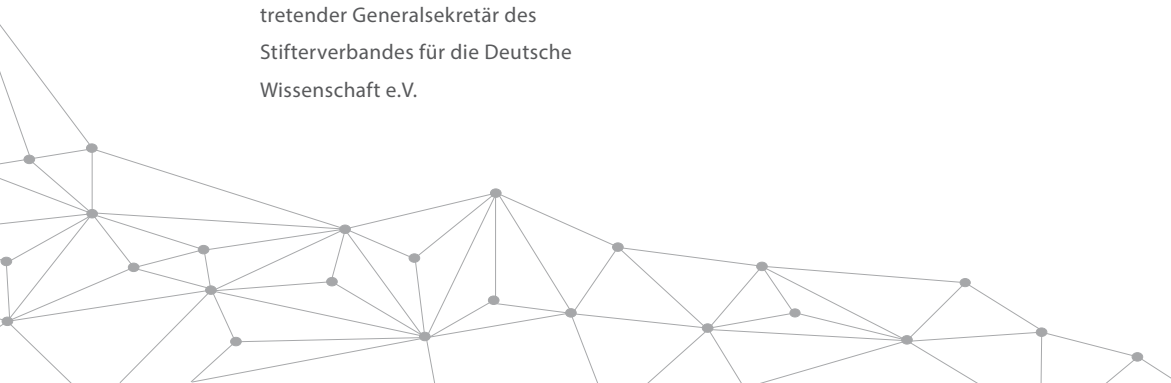 tretender Generalsekretär des
Stifterverbandes für die Deutsche
Wissenschaft e.V.